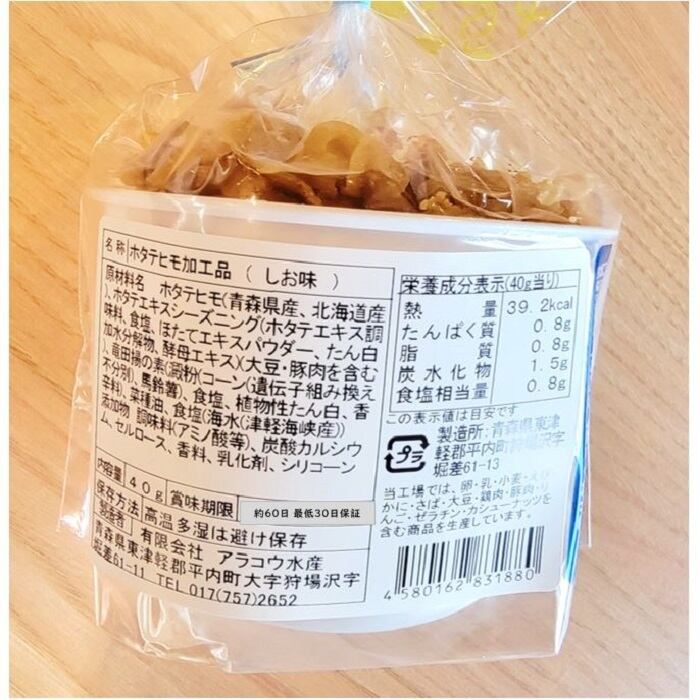 名称 ホタテヒモ加工品 ( しお味 )
原材料名 ホタテヒモ(青森県産、北海道産
)、ホタテエキスシーズニング(ホタテエキス調
味料、食塩、ほたてエキスパウダー、たん白
加水分解物、酵母エキス)(大豆・豚肉を含む
)、竜田揚の素(澱粉(コーン(遺伝子組み換え
不分別)、馬鈴薯)、食塩、植物性たん白、香
辛料)、菜種油、食塩(海水(津軽海峡産))
添加物 調味料(アミノ酸等)、炭酸カルシウ
ム、セルロース、香料、乳化剤、シリコーン
内容量 40g 賞味期限 約60日 最低30日保証
保存方法 高温多湿は避け保存
製造者 有限会社 アラコウ水産
青森県東津軽郡平内町大字狩場沢字
堀差61-11 TEL 017(757)2652
栄養成分表示(40g当り)
熱量 39.2kcal
たんぱく質 0.8g
脂質 0.8g
炭水化物 1.5g
食塩相当量 0.8g
この表示値は目安です
プラ
製造所:青森県東津
軽郡平内町狩場沢字
堀差61-13
当工場では、卵・乳・小麦・えび・
かに・さば・大豆・鶏肉・豚肉・り
んご・ゼラチン・カシューナッツを
含む商品を生産しています。
4 580162 831880